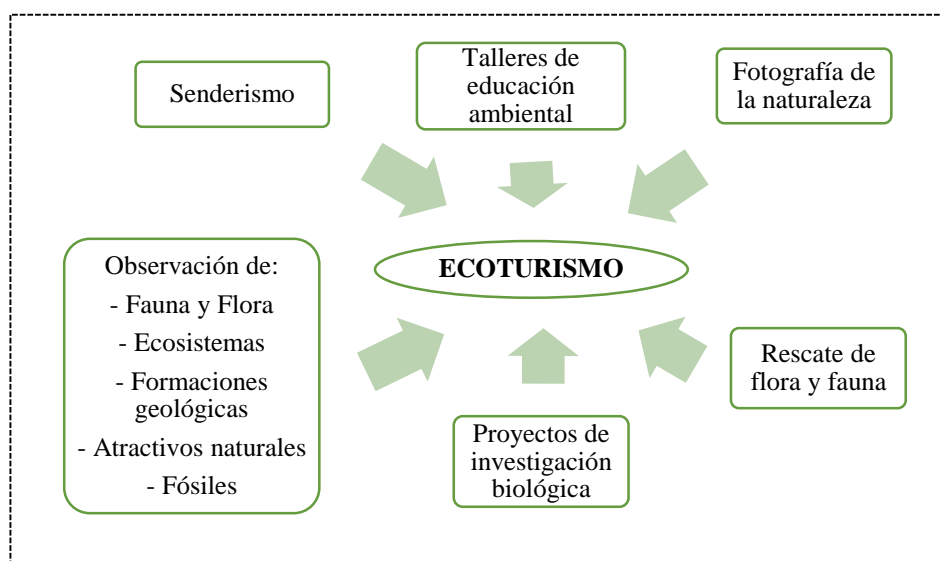 Senderismo
Talleres de
educación
ambiental
Fotografía de
la naturaleza
Observación de:
- Fauna y Flora
- Ecosistemas
- Formaciones
geológicas
- Atractivos naturales
- Fósiles
ECOTURISMO
Proyectos de
investigación
biológica
Rescate de
flora y fauna